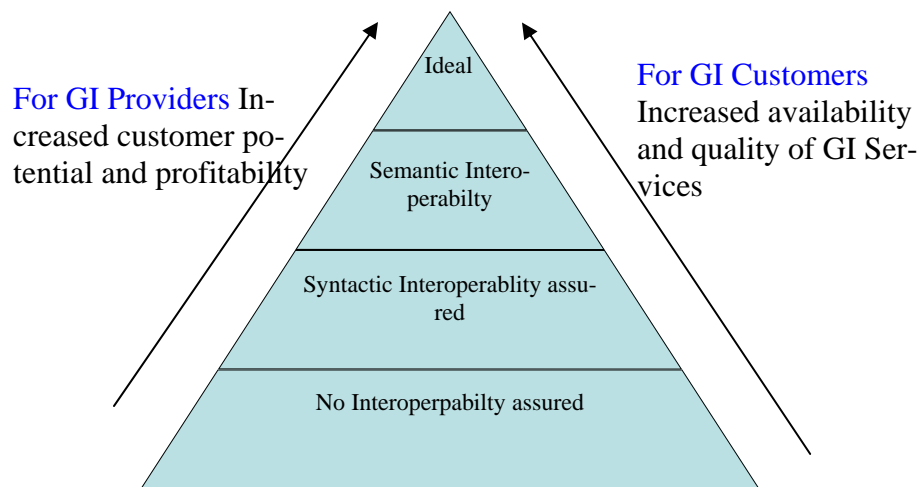 Ideal
For GI Providers In-
creased customer po-
tential and profitability
For GI Customers
Increased availability
and quality of GI Ser-
vices
Semantic Intero-
perabilty
Syntactic Interoperablity assu-
red
No Interoperpabilty assured